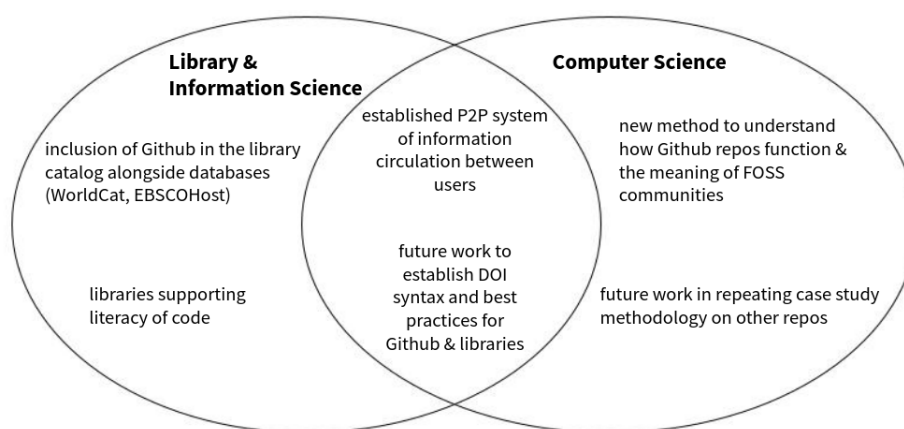 Library &
Information Science
inclusion of Github in the library
catalog alongside databases
(WorldCat, EBSCOHost)
libraries supporting
literacy of code
established P2P system
of information
circulation between
users
future work to
establish DOI
syntax and best
practices for
Github & libraries
Computer Science
new method to understand
how Github repos function &
the meaning of FOSS
communities
future work in repeating case study
methodology on other repos